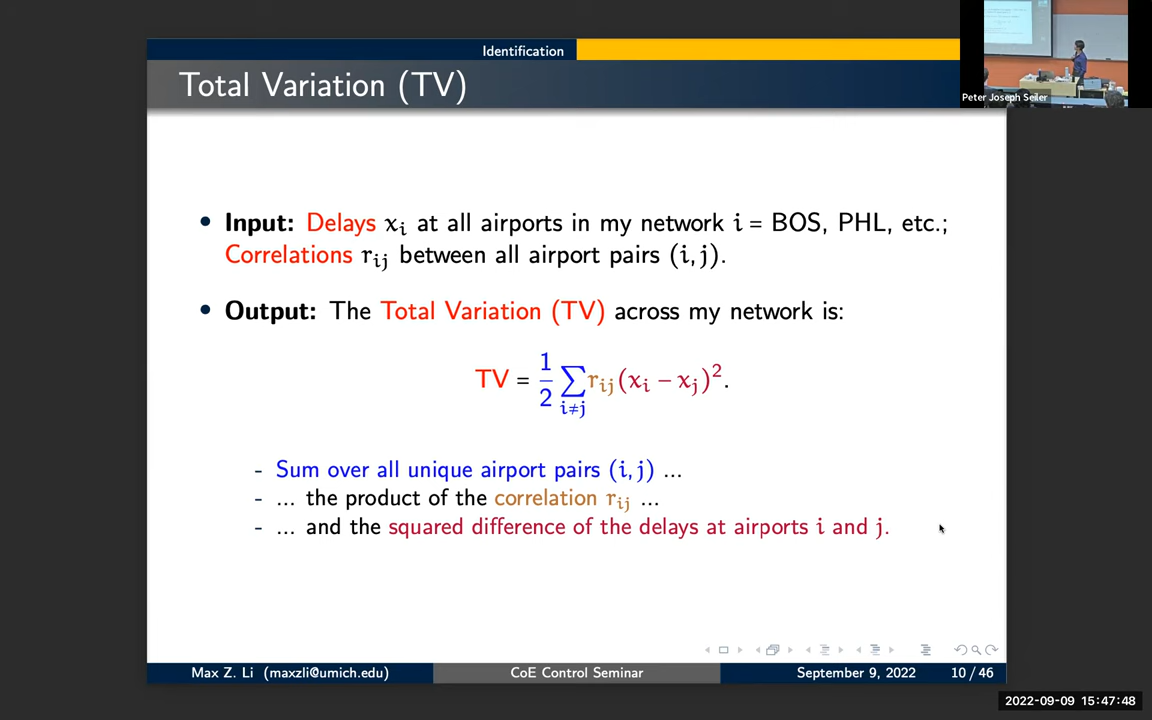 Identification
Total Variation (TV)
Peter Joseph Seiler
• Input: Delays xᵢ at all airports in my network i = BOS, PHL, etc.;
Correlations rᵢⱼ between all airport pairs (i, j).
• Output: The Total Variation (TV) across my network is:
TV = 1/2 ∑_{i≠j} rᵢⱼ(xᵢ − xⱼ)².
- Sum over all unique airport pairs (i, j) ...
- ... the product of the correlation rᵢⱼ ...
- ... and the squared difference of the delays at airports i and j.
Max Z. Li (maxzli@umich.edu) CoE Control Seminar September 9, 2022 10 / 46
2022-09-09 15:47:48